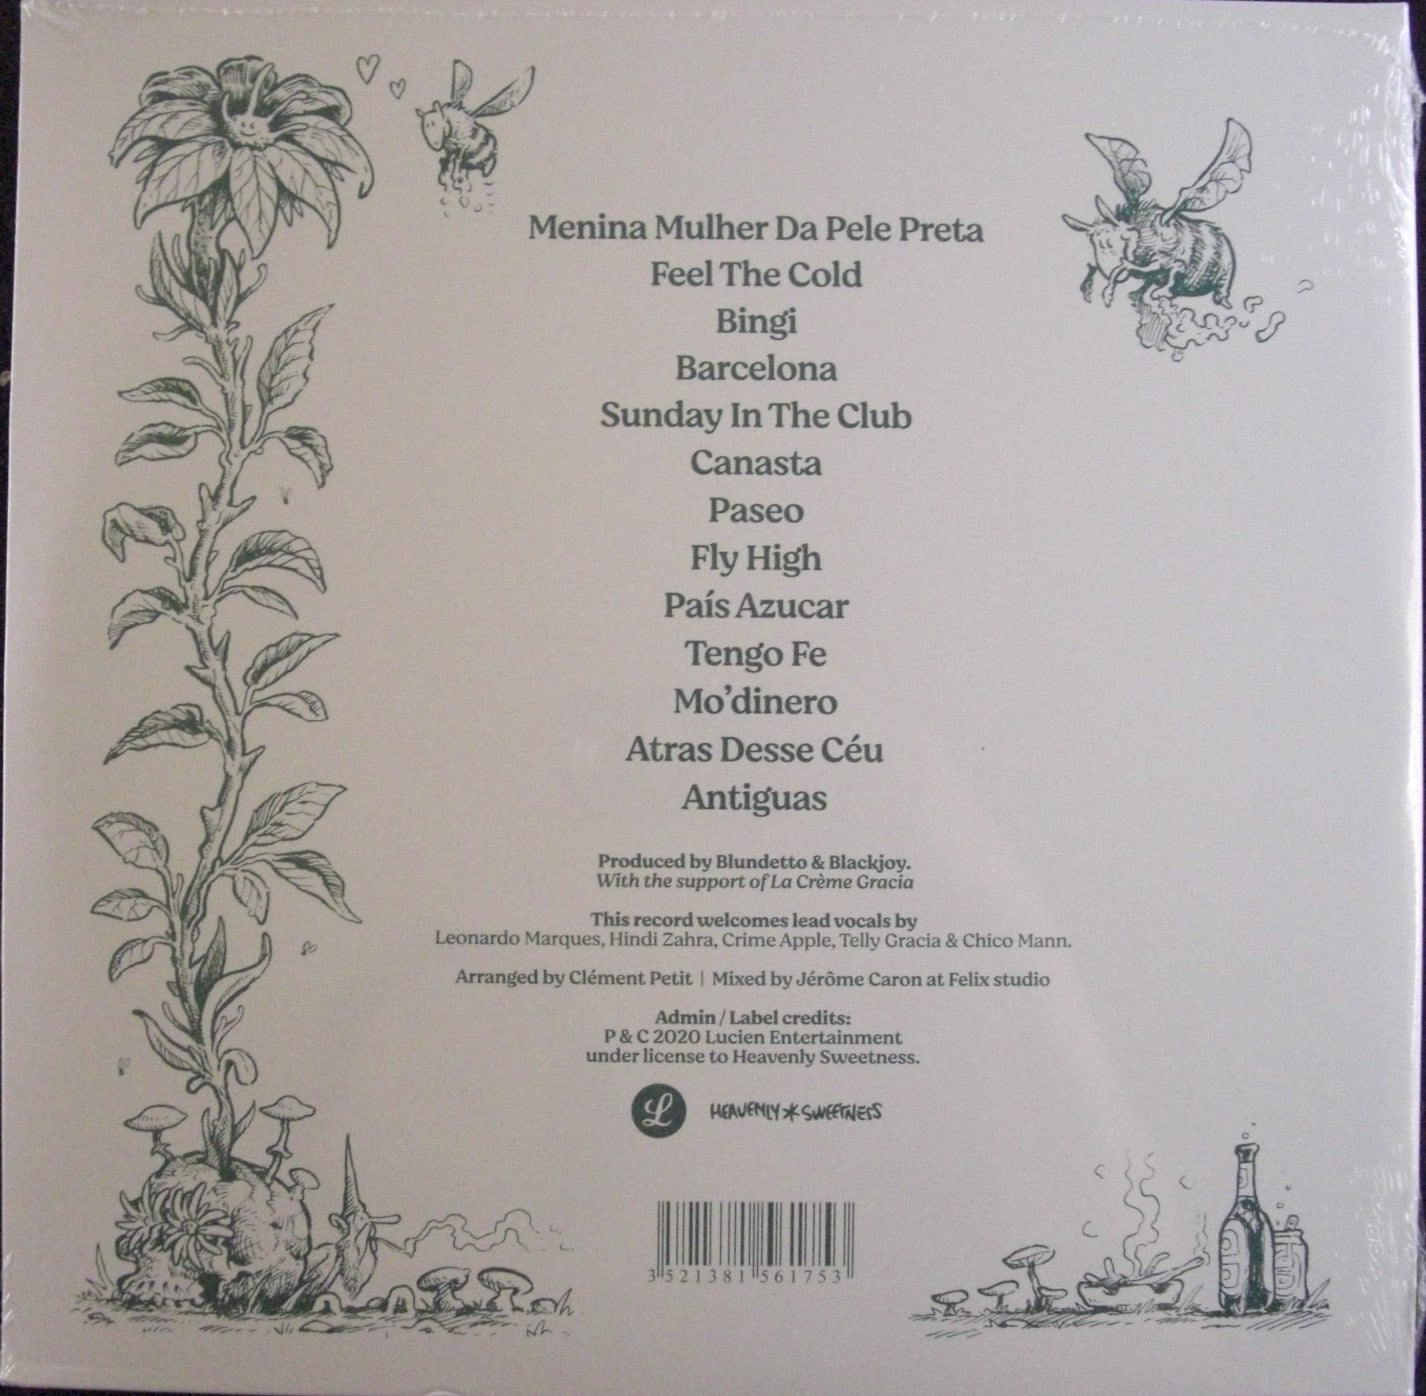 Menina Mulher Da Pele Preta
Feel The Cold
Bingi
Barcelona
Sunday In The Club
Canasta
Paseo
Fly High
País Azucar
Tengo Fe
Mo’dinero
Atras Desse Céu
Antiguas
Produced by Blundetto & Blackjoy.
With the support of La Crème Gracia
This record welcomes lead vocals by
Leonardo Marques, Hindi Zahra, Crime Apple, Telly Gracia & Chico Mann.
Arranged by Clément Petit | Mixed by Jérôme Caron at Felix studio
Admin / Label credits:
P & C 2020 Lucien Entertainment
under license to Heavenly Sweetness.
L HEAVENLY*SWEETNESS
3 521381 561753